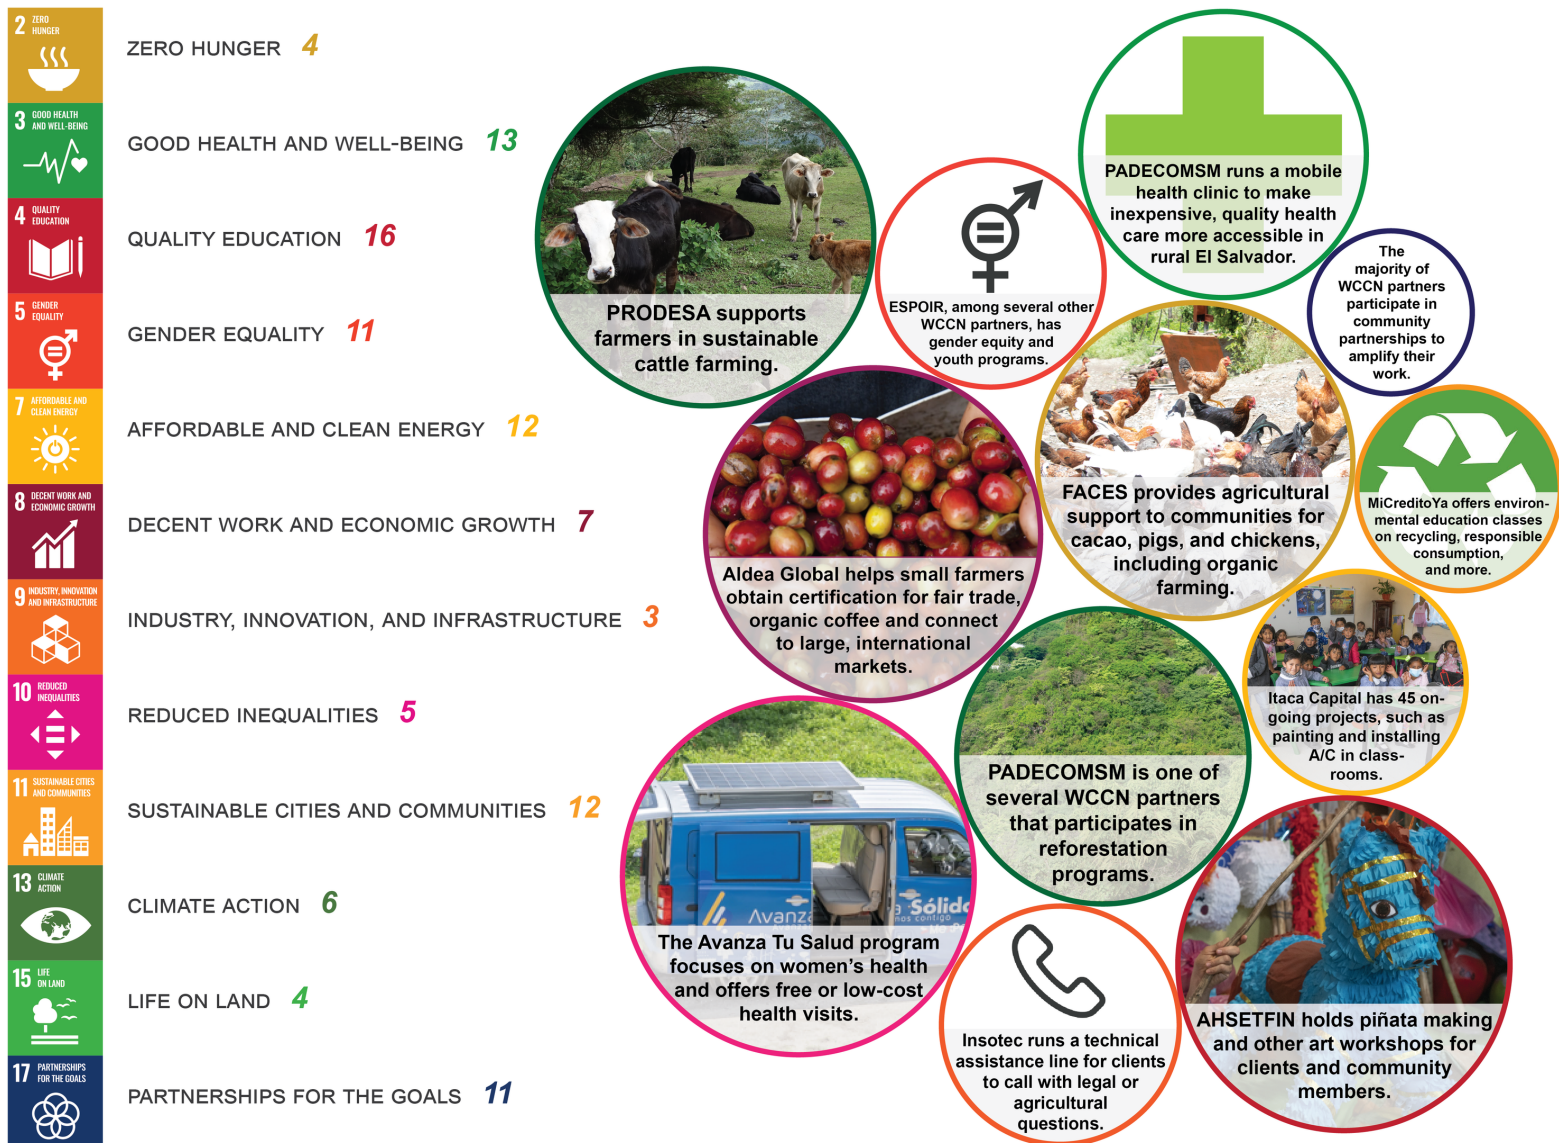 2 ZERO
HUNGER
ZERO HUNGER 4
3 GOOD HEALTH
AND WELL-BEING
GOOD HEALTH AND WELL-BEING 13
4 QUALITY
EDUCATION
QUALITY EDUCATION 16
5 GENDER
EQUALITY
GENDER EQUALITY 11
7 AFFORDABLE AND
CLEAN ENERGY
AFFORDABLE AND CLEAN ENERGY 12
8 DECENT WORK AND
ECONOMIC GROWTH
DECENT WORK AND ECONOMIC GROWTH 7
9 INDUSTRY, INNOVATION
AND INFRASTRUCTURE
INDUSTRY, INNOVATION, AND INFRASTRUCTURE 3
10 REDUCED
INEQUALITIES
REDUCED INEQUALITIES 5
11 SUSTAINABLE CITIES
AND COMMUNITIES
SUSTAINABLE CITIES AND COMMUNITIES 12
13 CLIMATE
ACTION
CLIMATE ACTION 6
15 LIFE
ON LAND
LIFE ON LAND 4
17 PARTNERSHIPS
FOR THE GOALS
PARTNERSHIPS FOR THE GOALS 11
PRODESA supports
farmers in sustainable
cattle farming.
ESPOIR, among several other
WCCN partners, has
gender equity and
youth programs.
PADECOMSM runs a mobile
health clinic to make
inexpensive, quality health
care more accessible in
rural El Salvador.
The
majority of
WCCN partners
participate in
community
partnerships to
amplify their
work.
Aldea Global helps small farmers
obtain certification for fair trade,
organic coffee and connect
to large, international
markets.
FACES provides agricultural
support to communities for
cacao, pigs, and chickens,
including organic
farming.
MiCreditoYa offers environ-
mental education classes
on recycling, responsible
consumption,
and more.
Itaca Capital has 45 on-
going projects, such as
painting and installing
A/C in class-
rooms.
PADECOMSM is one of
several WCCN partners
that participates in
reforestation
programs.
Avanza
Sólid
contigo
The Avanza Tu Salud program
focuses on women's health
and offers free or low-cost
health visits.
Insotec runs a technical
assistance line for clients
to call with legal or
agricultural
questions.
AHSETFIN holds piñata making
and other art workshops for
clients and community
members.